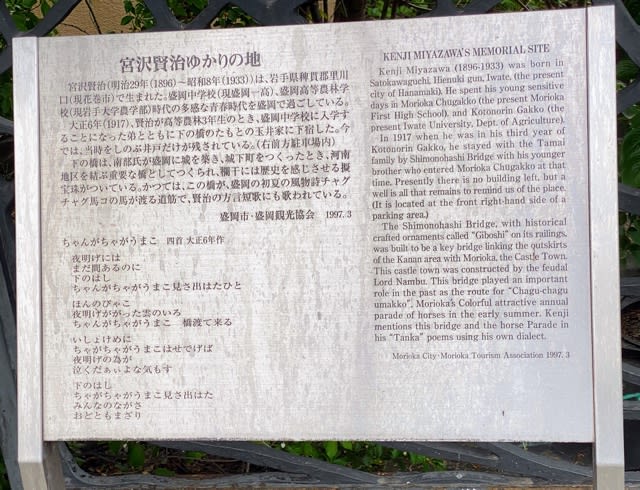 宮沢賢治ゆかりの地
宮沢賢治(明治29年(1896)－昭和8年(1933))は、岩手県稗貫郡里川
口(現花巻市)で生まれた。盛岡中学校(現盛岡一高)、盛岡高等農林学
校(現岩手大学農学部)時代の多感な青春時代を盛岡で過ごしている。
大正6年(1917)、賢治が高等農林3年生のとき、盛岡中学校に入学す
ることになった弟とともに下の橋のたもとの玉井家に下宿した。今
では、当時をしのぶ井戸だけが残されている。(右前方駐車場内)
下の橋は、南部氏が盛岡に城を築き、城下町をつくったとき、河南
地区を結ぶ重要な橋としてつくられ、欄干には歴史を感じさせる擬
宝珠がついている。かつては、この橋が、盛岡の初夏の風物詩チャグ
チャグ馬コの馬が渡る道筋で、賢治の方言短歌にも歌われている。
盛岡市・盛岡観光協会 1997. 3
ちゃんがちゃがうまこ 四首 大正6年作
夜明げには
まだ間あるのに
下のはし
ちゃんがちゃがうまこ見さ出はたひと
ほんのぴゃこ
夜明げがかった雲のいろ
ちゃんがちゃがうまこ 橋渡て来る
いしょけめに
ちゃがちゃがうまこはせでげば
夜明げの為が
泣くだぁぃよな気もす
下のはし
ちゃがちゃがうまこ見さ出はた
みんなのながさ
おどともまざり
KENJI MIYAZAWA'S MEMORIAL SITE
Kenji Miyazawa (1896-1933) was born in
Satokawaguchi, Hienuki gun, Iwate, (the present
city of Hanamaki). He spent his young sensitive
days in Morioka Chugakko (the present Morioka
First High School), and Kotonorin Gakko (the
present Iwate University, Dept. of Agriculture).
In 1917 when he was in his third year of
Kotonorin Gakko, he stayed with the Tamai
family by Shimonohashi Bridge with his younger
brother who entered Morioka Chugakko at that
time. Presently there is no building left, but a
well is all that remains to remind us of the place.
(It is located at the front right-hand side of a
parking area.)
The Shimonohashi Bridge, with historical
crafted ornaments called "Giboshi" on its railings,
was built to be a key bridge linking the outskirts
of the Kanan area with Morioka, the Castle Town.
This castle town was constructed by the feudal
Lord Nambu. This bridge played an important
role in the past as the route for "Chagu-chagu
umakko", Morioka's Colorful attractive annual
parade of horses in the early summer. Kenji
mentions this bridge and the horse Parade in
his "Tanka" poems using his own dialect.
Morioka City･Morioka Tourism Association 1997. 3